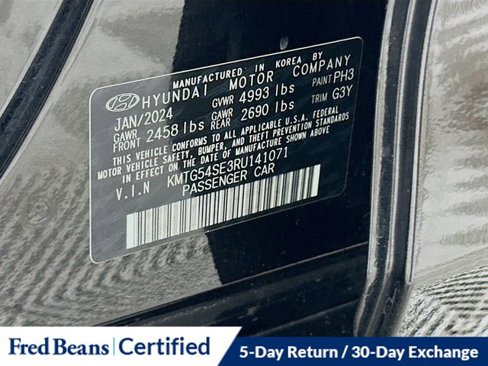 MANUFACTURED IN KOREA BY
HYUNDAI MOTOR COMPANY
JAN/2024 GVWR 4993 lbs PAINT PH3
GAWR FRONT 2458 lbs GAWR REAR 2690 lbs TRIM G3Y
THIS VEHICLE CONFORMS TO ALL APPLICABLE U.S.A. FEDERAL
MOTOR VEHICLE SAFETY, BUMPER, AND THEFT PREVENTION STANDARDS
IN EFFECT ON THE DATE OF MANUFACTURE SHOWN ABOVE.
V.I.N KMTG54SE3RU141071
PASSENGER CAR
Fred Beans | Certified
5-Day Return / 30-Day Exchange